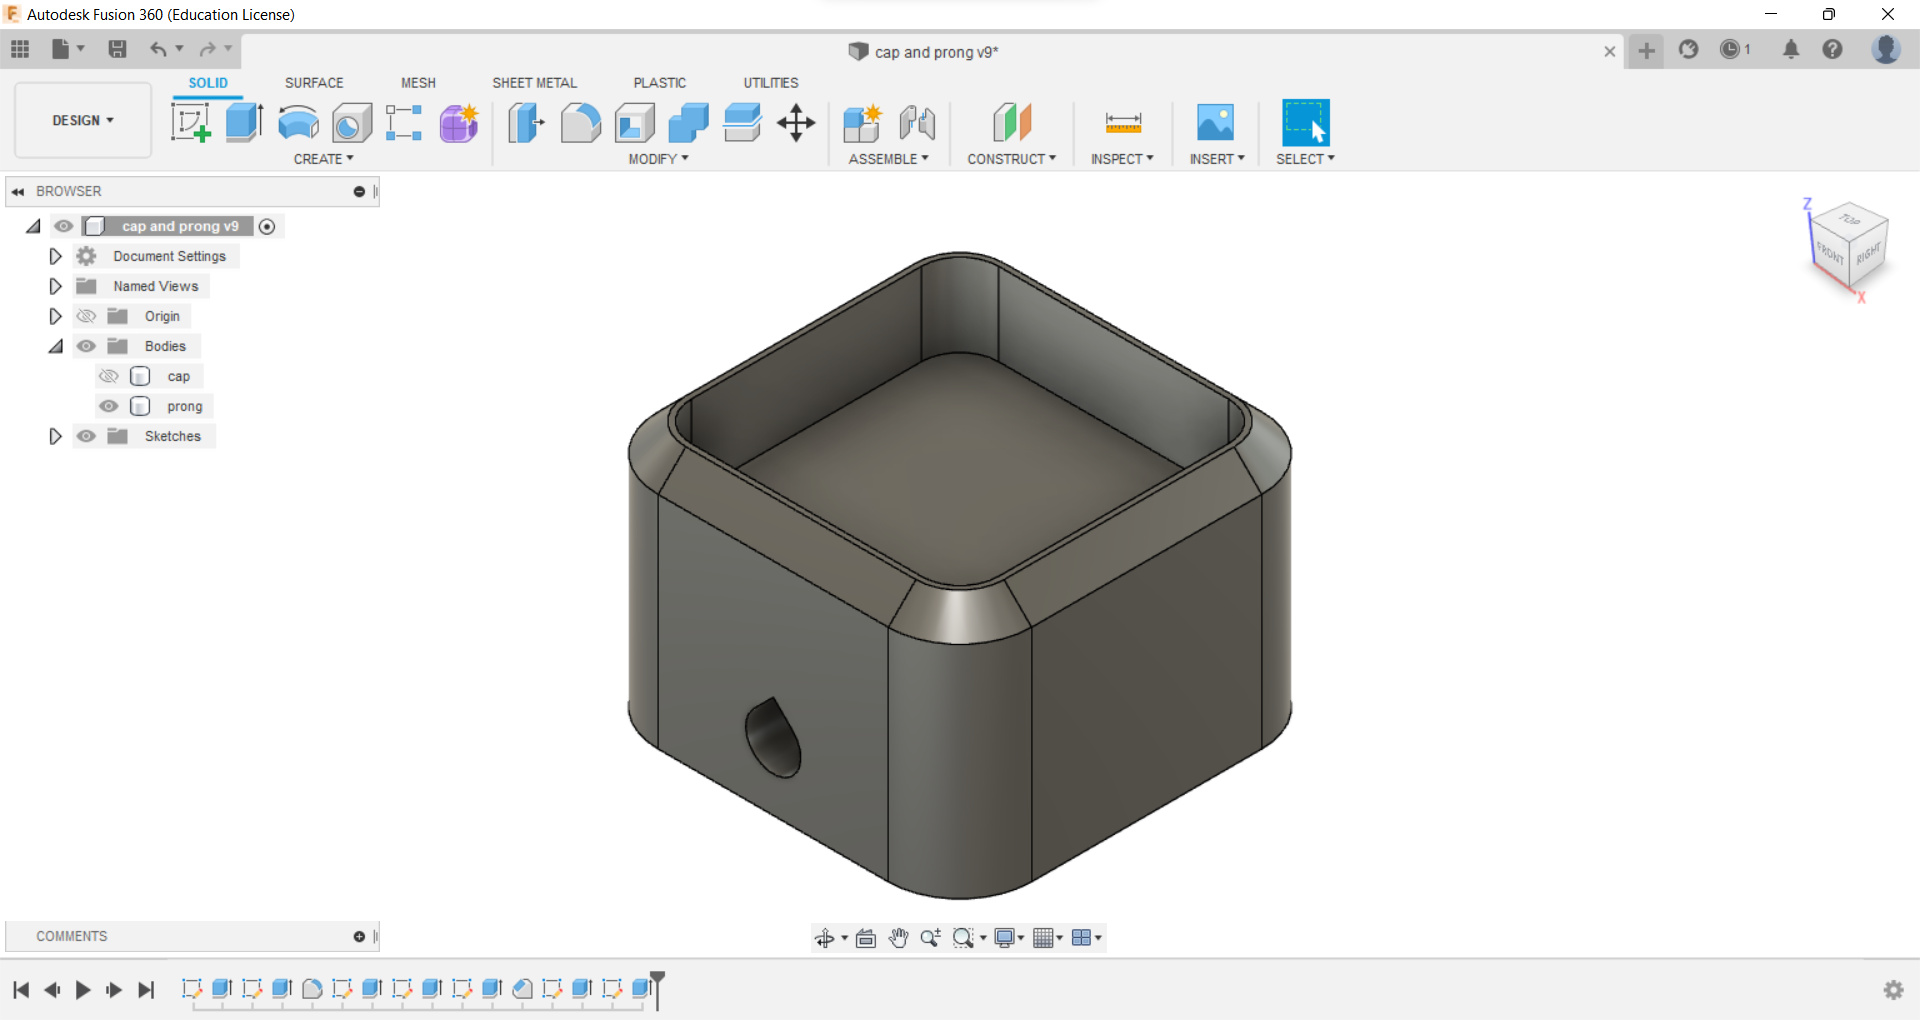 Autodesk Fusion 360 (Education License)
cap and prong v9*
1
SOLID SURFACE MESH SHEET METAL PLASTIC UTILITIES
DESIGN
CREATE MODIFY ASSEMBLE CONSTRUCT INSPECT INSERT SELECT
BROWSER
cap and prong v9
Document Settings
Named Views
Origin
Bodies
cap
prong
Sketches
Z
TOP
FRONT RIGHT
X
COMMENTS